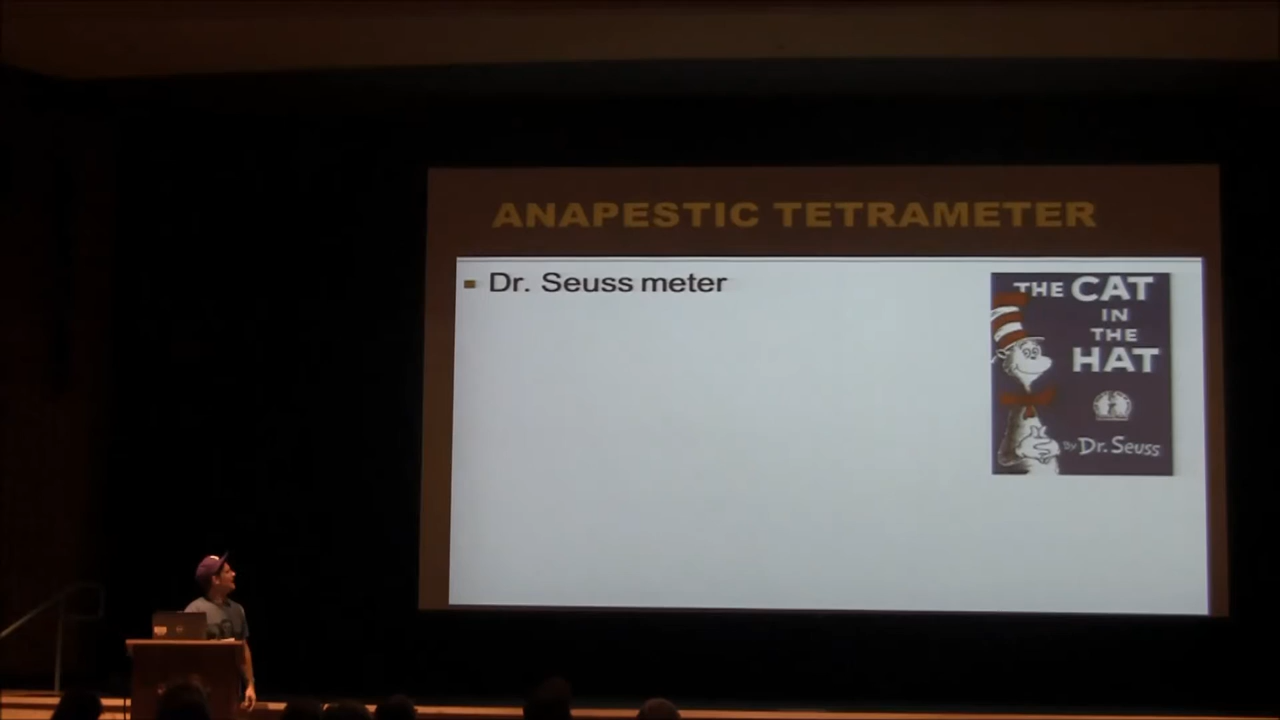 ANAPESTIC TETRAMETER
Dr. Seuss meter
THE CAT
IN
THE
HAT
By Dr. Seuss